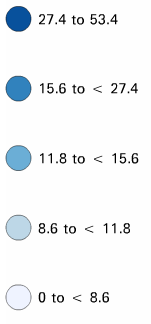 27.4 to 53.4
15.6 to < 27.4
11.8 to < 15.6
8.6 to < 11.8
0 to < 8.6